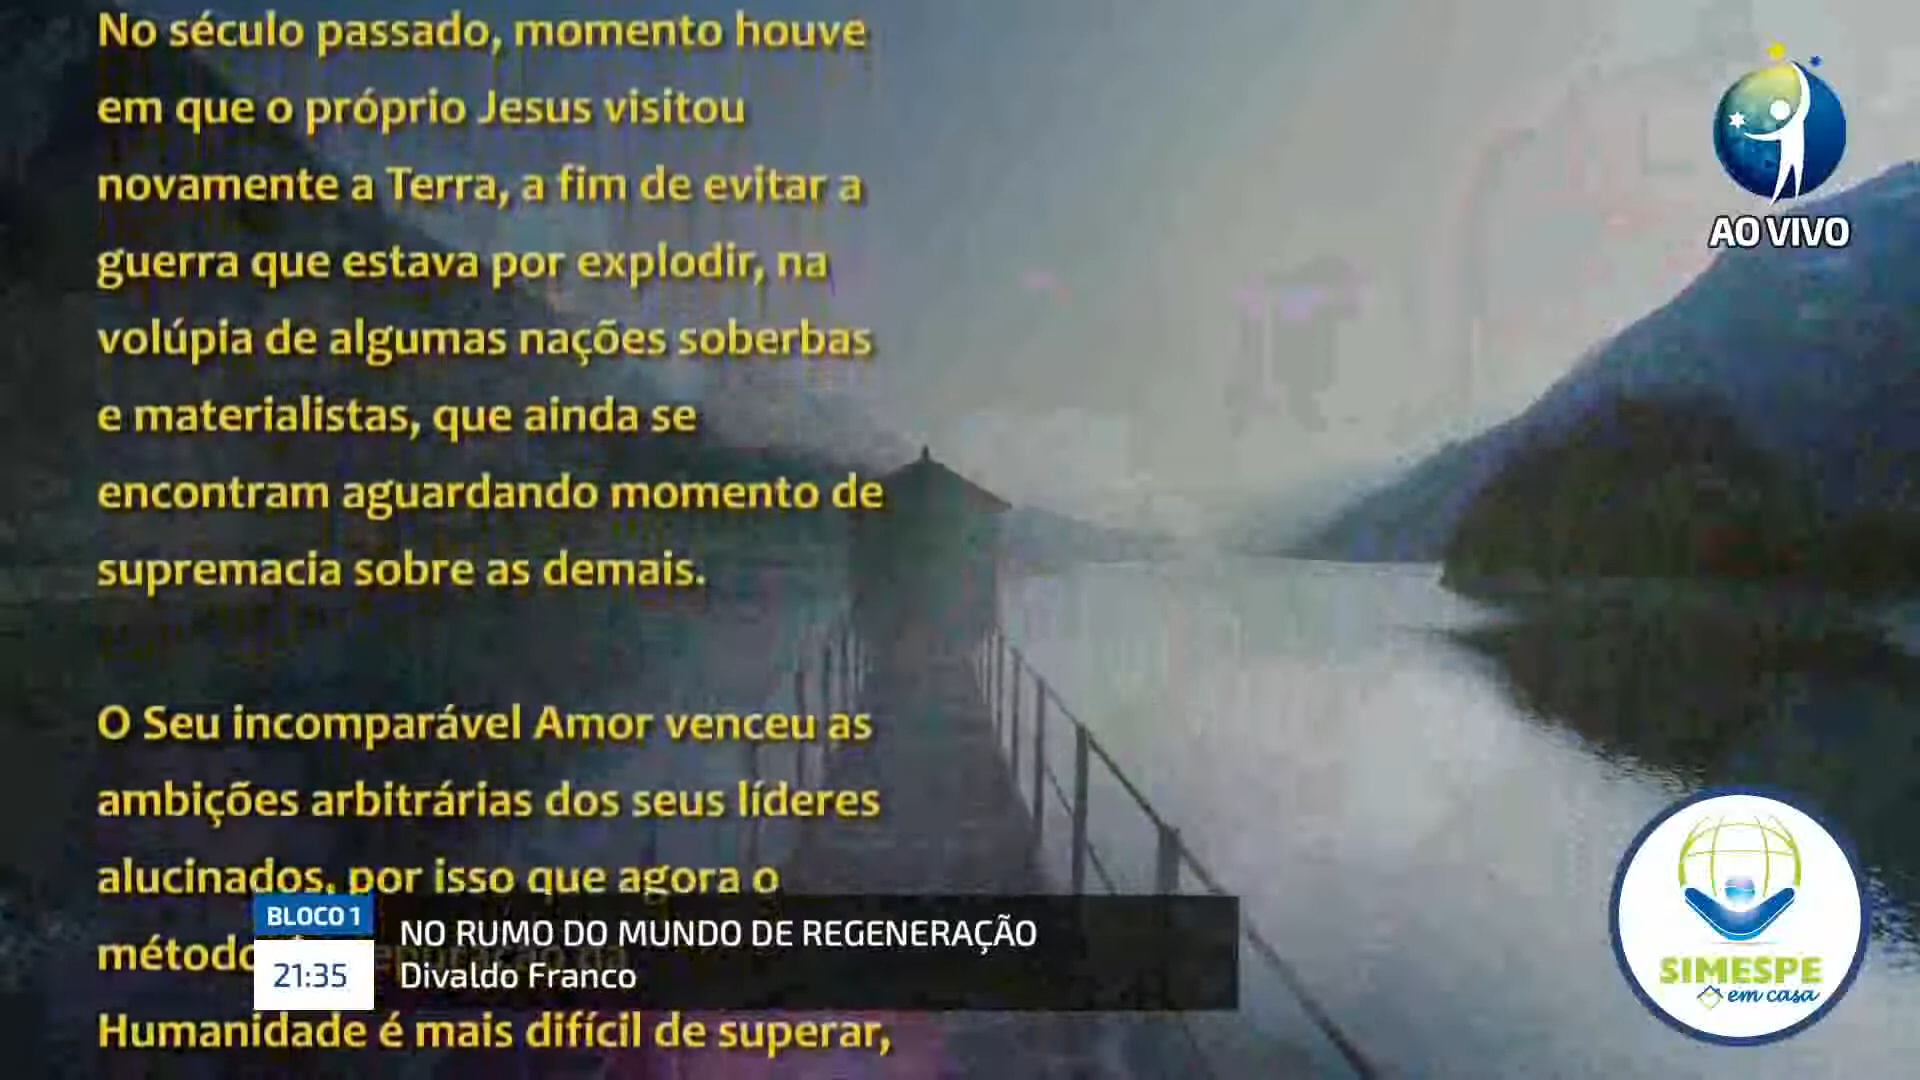 No século passado, momento houve
em que o próprio Jesus visitou
novamente a Terra, a fim de evitar a
guerra que estava por explodir, na
volúpia de algumas nações soberbas
e materialistas, que ainda se
encontram aguardando momento de
supremacia sobre as demais.
O Seu incomparável Amor venceu as
ambições arbitrárias dos seus líderes
alucinados, por isso que agora o
Humanidade é mais difícil de superar,
BLOCO 1
21:35
NO RUMO DO MUNDO DE REGENERAÇÃO
Divaldo Franco
AO VIVO
SIMESPE
em casa